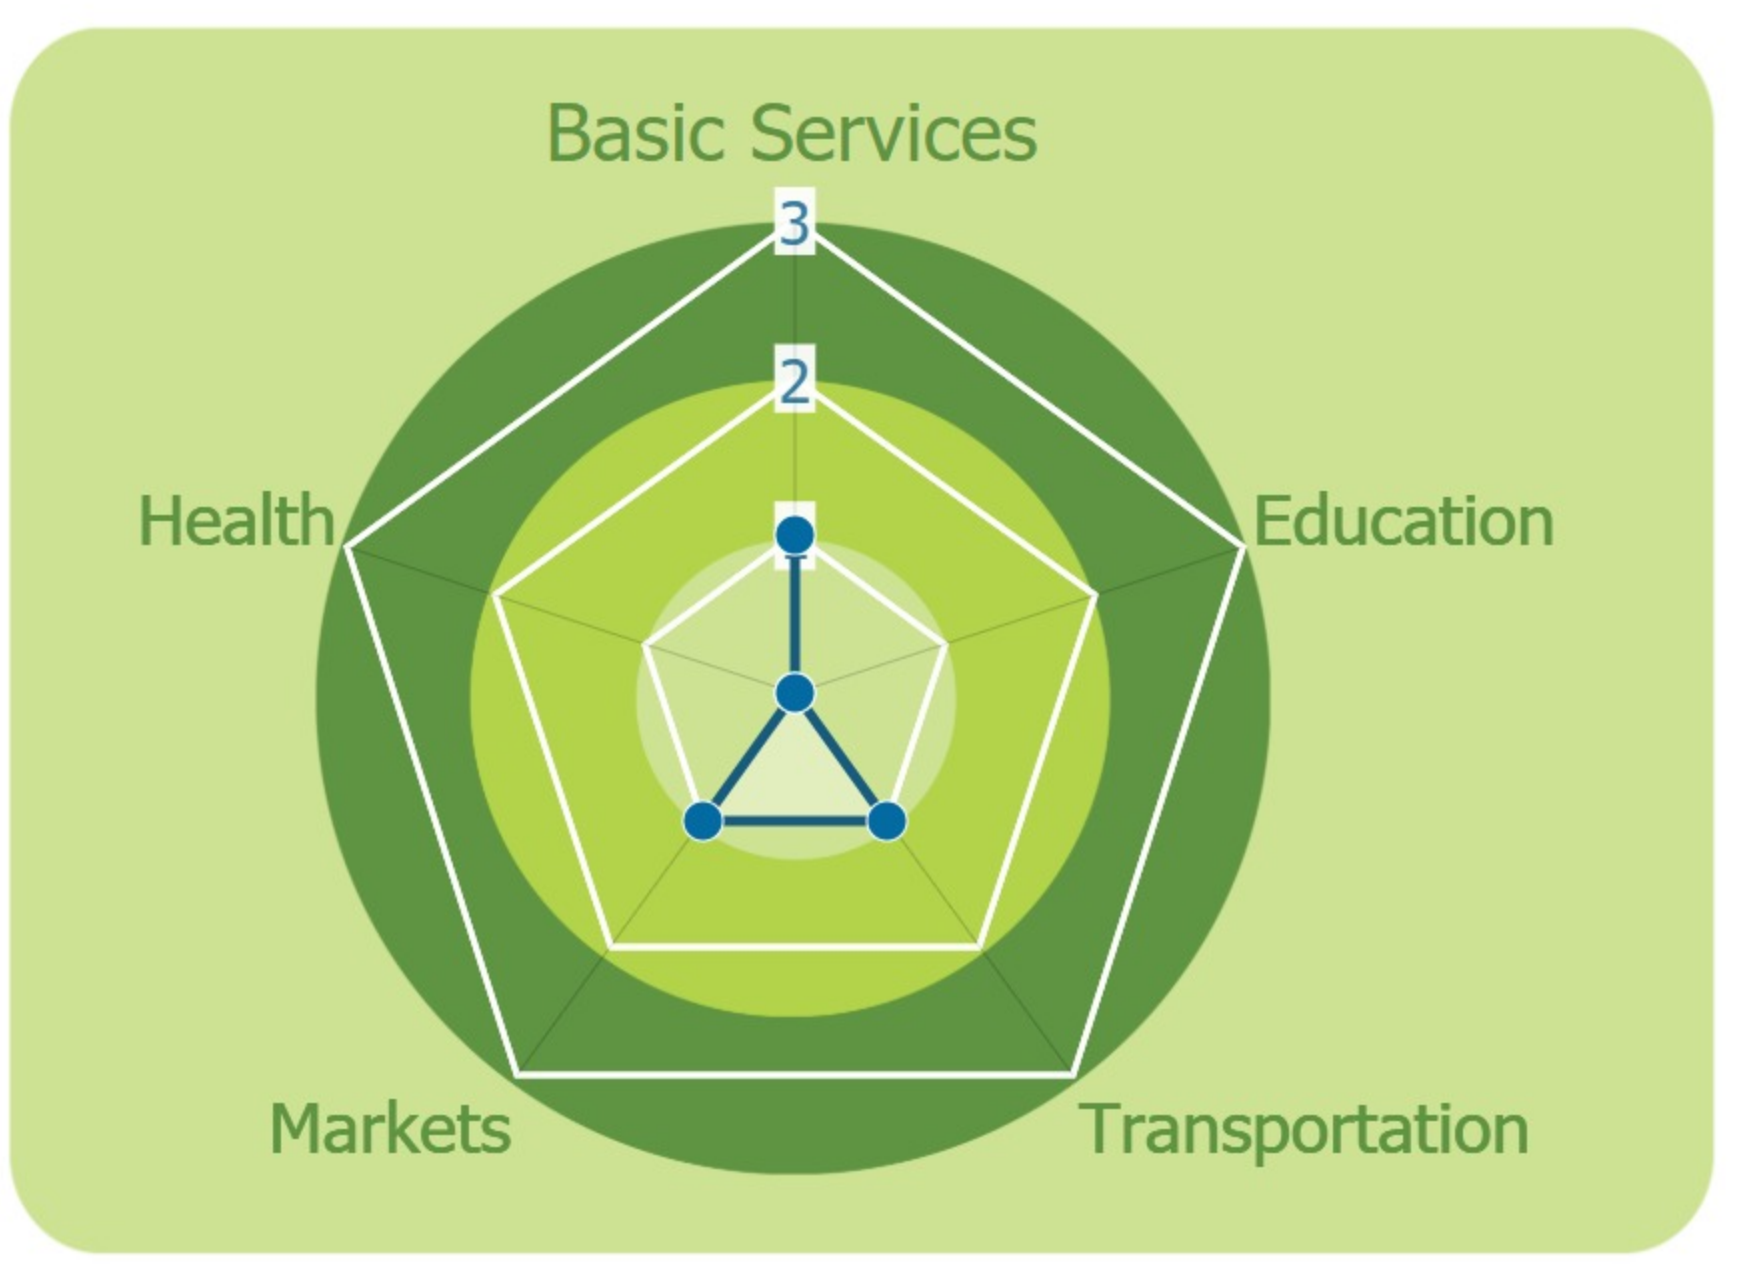 Basic Services
3
2
Health
Education
Markets
Transportation